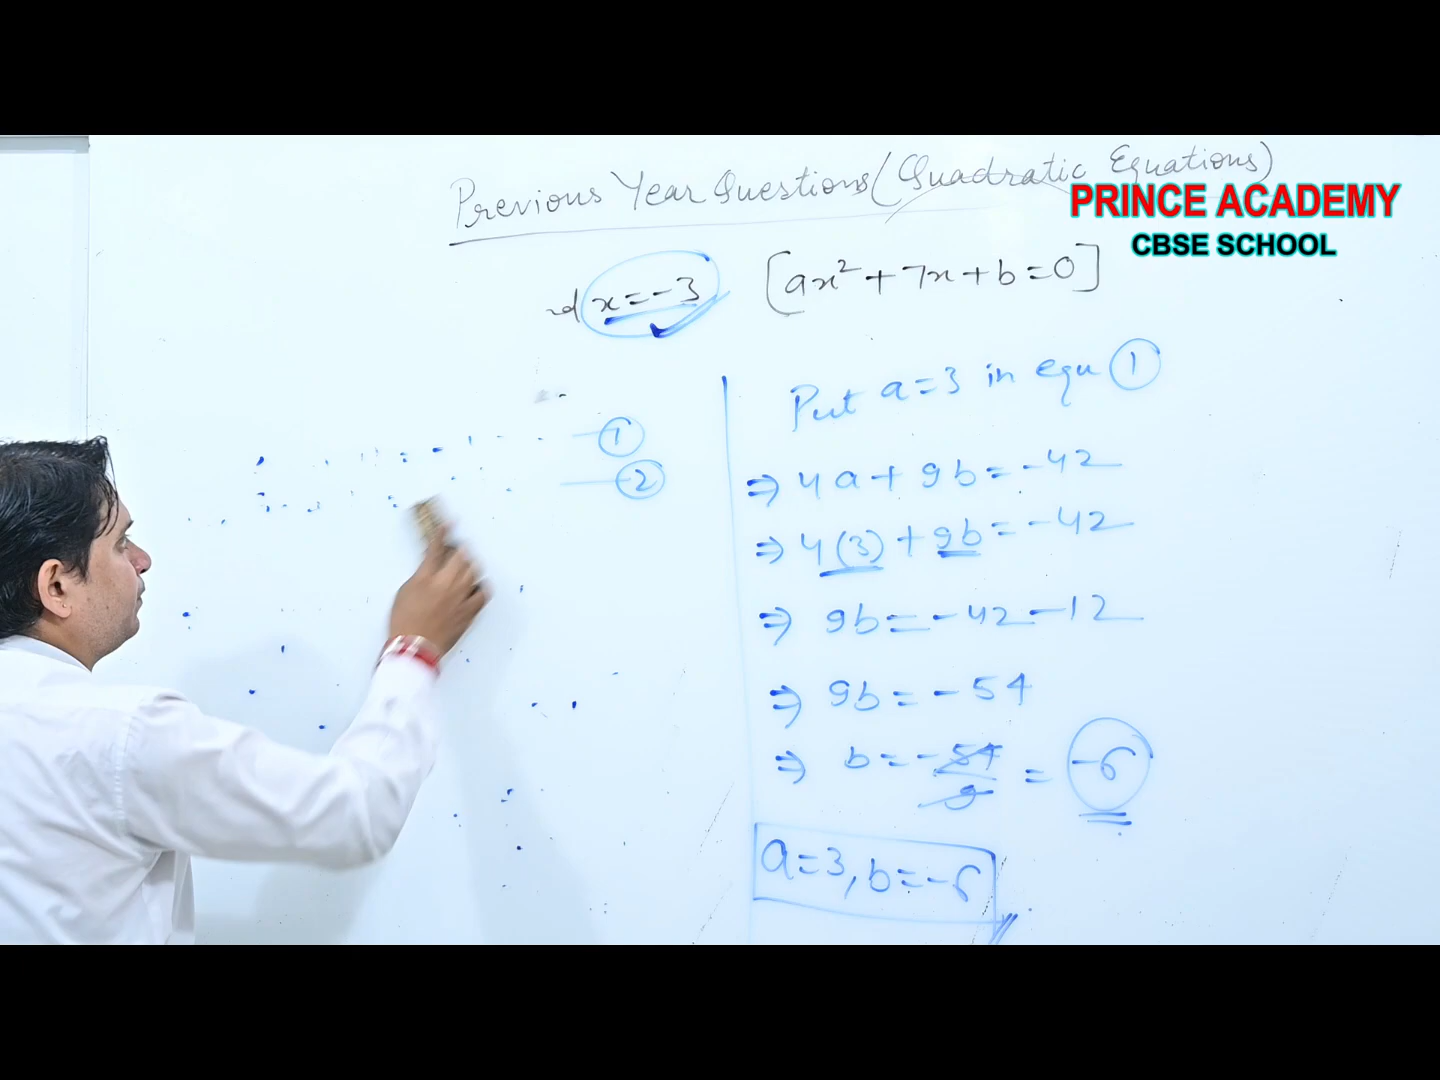 Previous Year Questions (Quadratic Equations)
PRINCE ACADEMY
CBSE SCHOOL
x=-3 [ax²+7x+b=0]
Put a=3 in equ ①
①
②
⇒ 4a+9b=-42
⇒ 4(3)+9b=-42
⇒ 9b=-42-12
⇒ 9b=-54
⇒ b=-54/9 = -6
a=3, b=-6